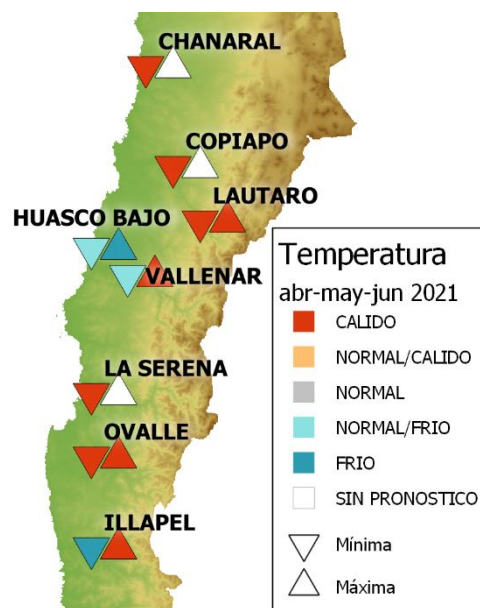 CHANARAL
COPIAPO
LAUTARO
HUASCO BAJO
VALLENAR
LA SERENA
OVALLE
ILLAPEL
Temperatura
abr-may-jun 2021
CALIDO
NORMAL/CALIDO
NORMAL
NORMAL/FRIO
FRIO
SIN PRONOSTICO
Mínima
Máxima